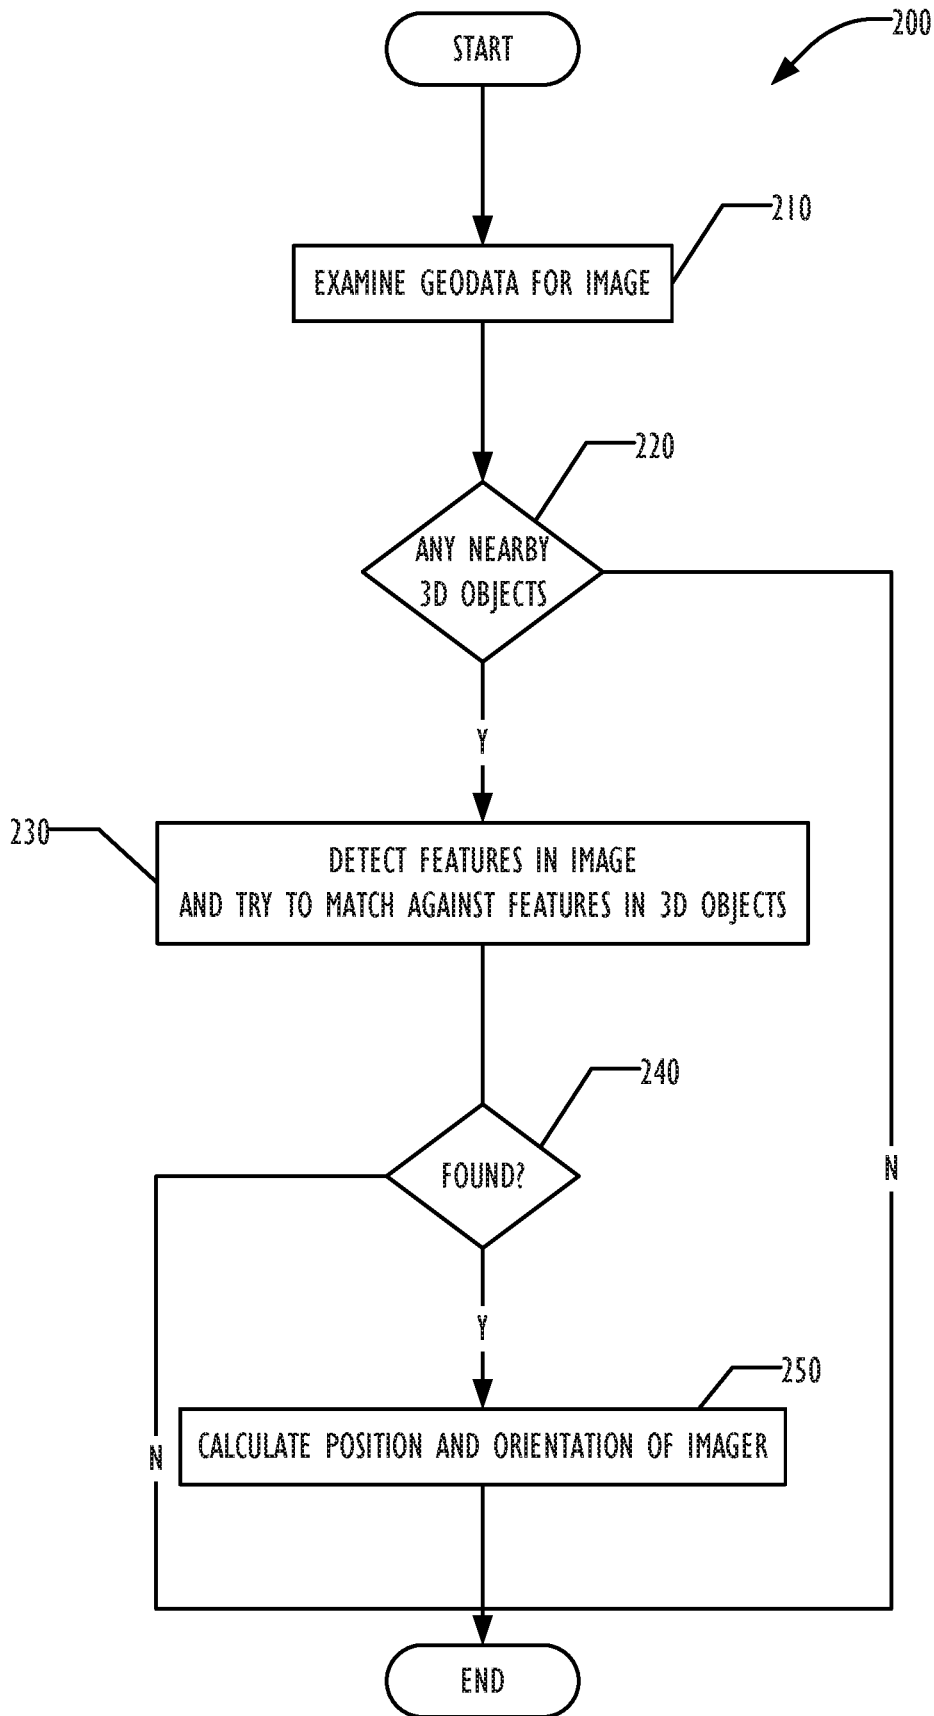 START
200
210
EXAMINE GEODATA FOR IMAGE
220
ANY NEARBY
3D OBJECTS
Y
230
DETECT FEATURES IN IMAGE
AND TRY TO MATCH AGAINST FEATURES IN 3D OBJECTS
240
FOUND?
N
Y
250
CALCULATE POSITION AND ORIENTATION OF IMAGER
N
END